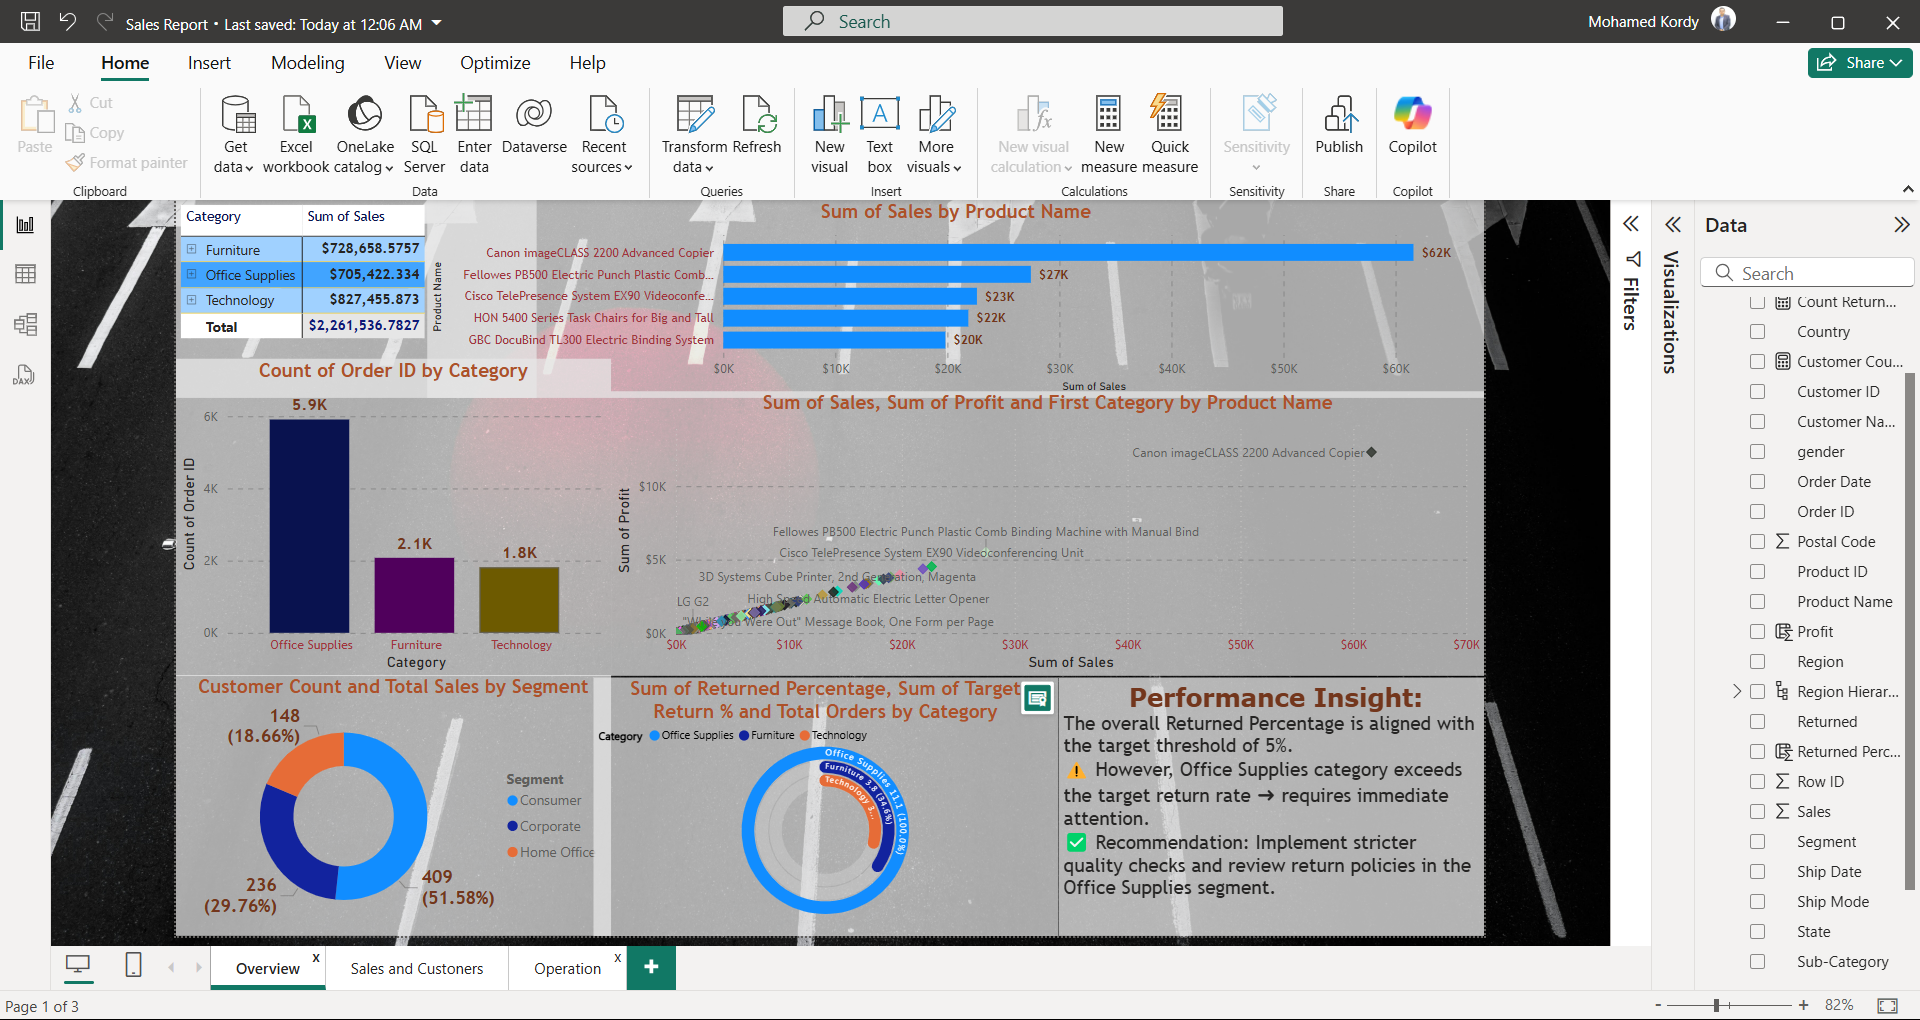 Sales Report • Last saved: Today at 12:06 AM
Search
Mohamed Kordy
File
Home
Insert
Modeling
View
Optimize
Help
Share
Paste
Cut
Copy
Format painter
Clipboard
Get data
Excel workbook
OneLake catalog
SQL Server
Enter data
Dataverse
Recent sources
Data
Transform data
Refresh
Queries
New visual
Text box
More visuals
Insert
New visual calculation
New measure
Quick measure
Calculations
Sensitivity
Sensitivity
Publish
Share
Copilot
Copilot
Category Sum of Sales
Furniture $728,658.5757
Office Supplies $705,422.334
Technology $827,455.873
Total $2,261,536.7827
Sum of Sales by Product Name
Product Name
Canon imageCLASS 2200 Advanced Copier $62K
Fellowes PB500 Electric Punch Plastic Comb... $27K
Cisco TelePresence System EX90 Videoconfe... $23K
HON 5400 Series Task Chairs for Big and Tall $22K
GBC DocuBind TL300 Electric Binding System $20K
$0K $10K $20K $30K $40K $50K $60K
Sum of Sales
Count of Order ID by Category
Count of Order ID
6K
4K
2K
0K
5.9K
2.1K
1.8K
Office Supplies Furniture Technology
Category
Sum of Sales, Sum of Profit and First Category by Product Name
Sum of Profit
$10K
$5K
$0K
Canon imageCLASS 2200 Advanced Copier
Fellowes PB500 Electric Punch Plastic Comb Binding Machine with Manual Bind
Cisco TelePresence System EX90 Videoconferencing Unit
3D Systems Cube Printer, 2nd Generation, Magenta
LG G2
High Speed Automatic Electric Letter Opener
"While You Were Out" Message Book, One Form per Page
$0K $10K $20K $30K $40K $50K $60K $70K
Sum of Sales
Customer Count and Total Sales by Segment
148
(18.66%)
236
(29.76%)
409
(51.58%)
Segment
Consumer
Corporate
Home Office
Sum of Returned Percentage, Sum of Target
Return % and Total Orders by Category
Category Office Supplies Furniture Technology
Office Supplies 11.1 (100.0%)
Furniture 3.8 (34.6%)
Technology 3...
Performance Insight:
The overall Returned Percentage is aligned with
the target threshold of 5%.
⚠️ However, Office Supplies category exceeds
the target return rate → requires immediate
attention.
✅ Recommendation: Implement stricter
quality checks and review return policies in the
Office Supplies segment.
Filters
Visualizations
Data
Search
Count Return...
Country
Customer Cou...
Customer ID
Customer Na...
gender
Order Date
Order ID
Postal Code
Product ID
Product Name
Profit
Region
Region Hierar...
Returned
Returned Perc...
Row ID
Sales
Segment
Ship Date
Ship Mode
State
Sub-Category
Overview x
Sales and Custoners
Operation x
+
Page 1 of 3
- + 82%